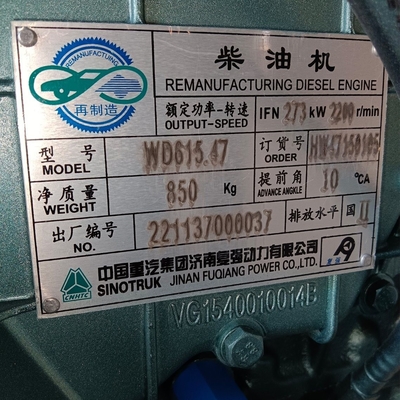 REMANUFACTURING
再制造
柴油机
REMANUFACTURING DIESEL ENGINE
额定功率-转速 IFN 273 kW 2200 r/min
OUTPUT-SPEED
型号 WD615.47 订货号
MODEL ORDER
净质量 850 Kg 提前角 10 °CA
WEIGHT ADVANCE ANGLE
出厂编号 221137000037 排放水平 国II
NO.
中国重汽集团济南复强动力有限公司
CNHTC SINOTRUK JINAN FUQIANG POWER CO.,LTD.
VG1540010014B